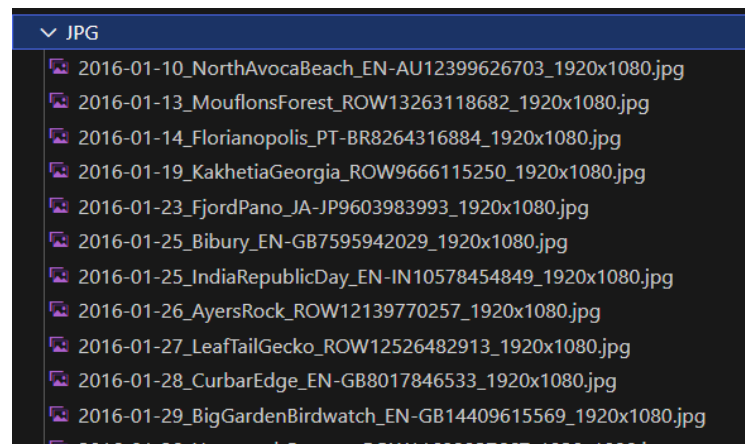 JPG
2016-01-10_NorthAvocaBeach_EN-AU12399626703_1920x1080.jpg
2016-01-13_MouflonsForest_ROW13263118682_1920x1080.jpg
2016-01-14_Florianopolis_PT-BR8264316884_1920x1080.jpg
2016-01-19_KakhetiaGeorgia_ROW9666115250_1920x1080.jpg
2016-01-23_FjordPano_JA-JP9603983993_1920x1080.jpg
2016-01-25_Bibury_EN-GB7595942029_1920x1080.jpg
2016-01-25_IndiaRepublicDay_EN-IN10578454849_1920x1080.jpg
2016-01-26_AyersRock_ROW12139770257_1920x1080.jpg
2016-01-27_LeafTailGecko_ROW12526482913_1920x1080.jpg
2016-01-28_CurbarEdge_EN-GB8017846533_1920x1080.jpg
2016-01-29_BigGardenBirdwatch_EN-GB14409615569_1920x1080.jpg